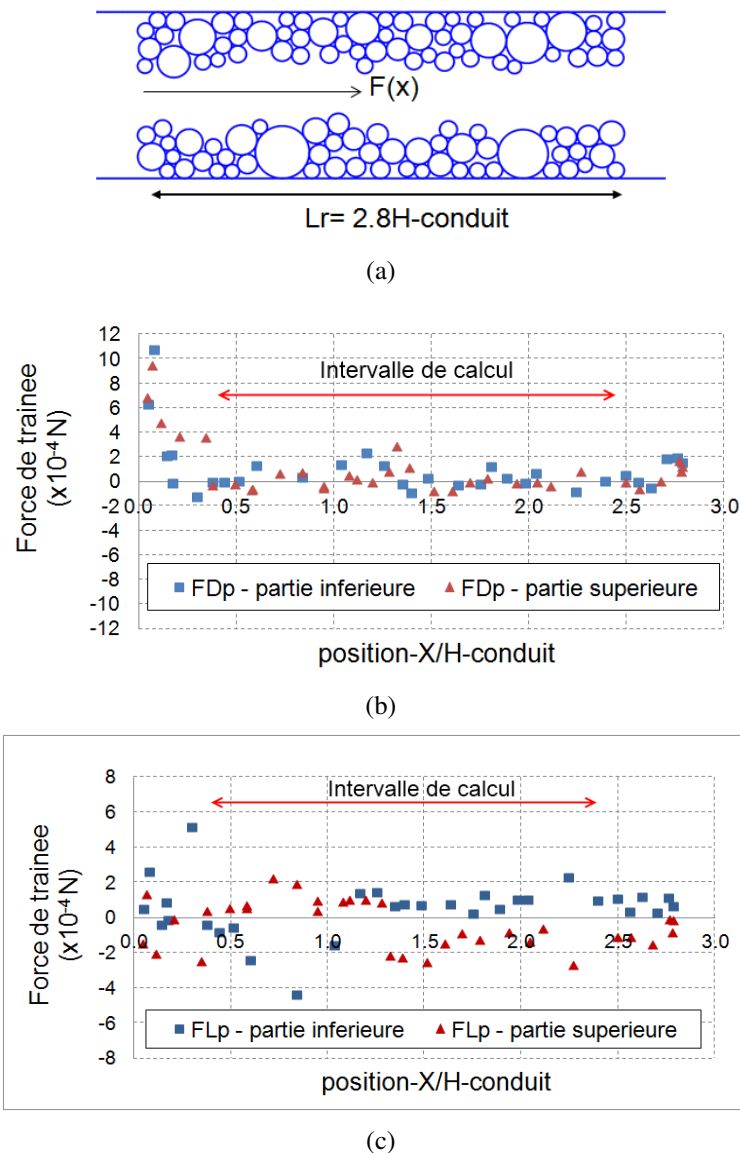 F(x)
Lr= 2.8H-conduit
(a)
12
10
8
6
4
2
0
-2
-4
-6
-8
-10
-12
Force de trainee
(x10⁻⁴ N)
Intervalle de calcul
0.0 0.5 1.0 1.5 2.0 2.5 3.0
FDp - partie inferieure FDp - partie superieure
position-X/H-conduit
(b)
8
6
4
2
0
-2
-4
-6
-8
Force de trainee
(x10⁻⁴N)
Intervalle de calcul
0.0 0.5 1.0 1.5 2.0 2.5 3.0
FLp - partie inferieure FLp - partie superieure
position-X/H-conduit
(c)